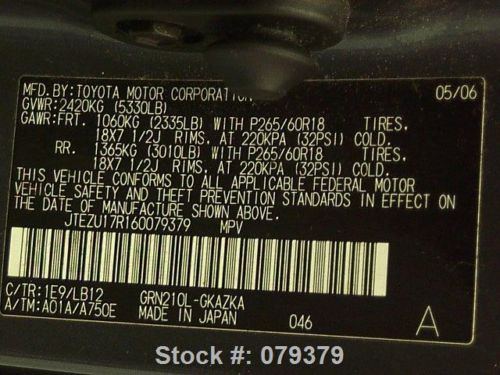 MFD.BY:TOYOTA MOTOR CORPORATION 05/06
GVWR:2420KG (5330LB)
GAWR:FRT. 1060KG (2335LB) WITH P265/60R18 TIRES.
18X7 1/2J RIMS. AT 220KPA (32PSI) COLD.
RR. 1365KG (3010LB) WITH P265/60R18 TIRES.
18X7 1/2J RIMS. AT 220KPA (32PSI) COLD.
THIS VEHICLE CONFORMS TO ALL APPLICABLE FEDERAL MOTOR
VEHICLE SAFETY AND THEFT PREVENTION STANDARDS IN EFFECT ON
THE DATE OF MANUFACTURE SHOWN ABOVE.
JTEZU17R160079379 MPV
C/TR:1E9/LB12 GRN210L-GKAZKA
A/TM:A01A/A750E MADE IN JAPAN 046 A
Stock #: 079379